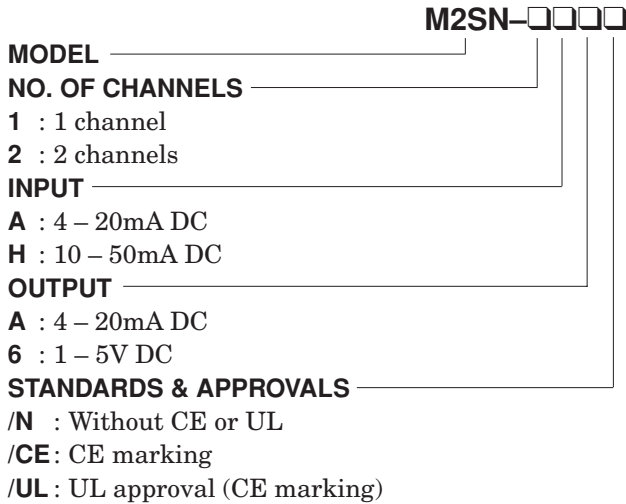 M2SN–❑❑❑❑
MODEL
NO. OF CHANNELS
1 : 1 channel
2 : 2 channels
INPUT
A : 4 – 20mA DC
H : 10 – 50mA DC
OUTPUT
A : 4 – 20mA DC
6 : 1 – 5V DC
STANDARDS & APPROVALS
/N : Without CE or UL
/CE : CE marking
/UL : UL approval (CE marking)